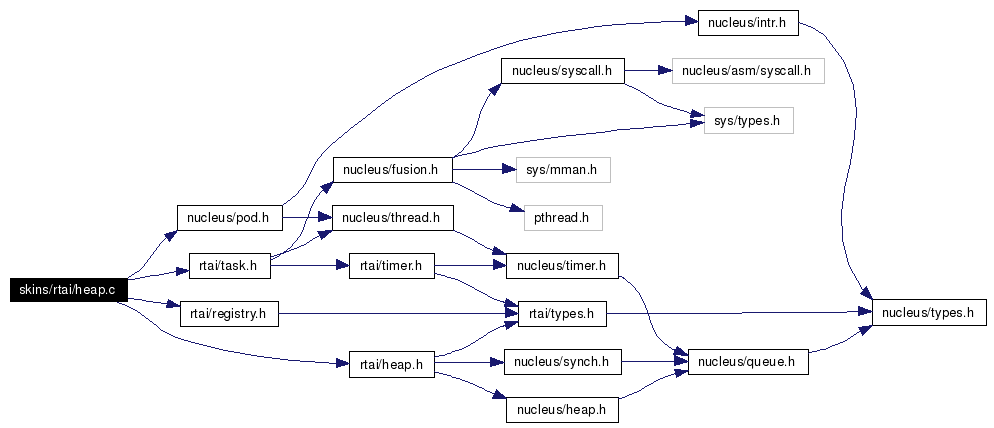 nucleus/intr.h
nucleus/syscall.h
nucleus/asm/syscall.h
sys/types.h
nucleus/fusion.h
sys/mman.h
nucleus/pod.h
nucleus/thread.h
pthread.h
rtai/task.h
rtai/timer.h
nucleus/timer.h
skins/rtai/heap.c
rtai/registry.h
rtai/types.h
nucleus/types.h
rtai/heap.h
nucleus/synch.h
nucleus/queue.h
nucleus/heap.h